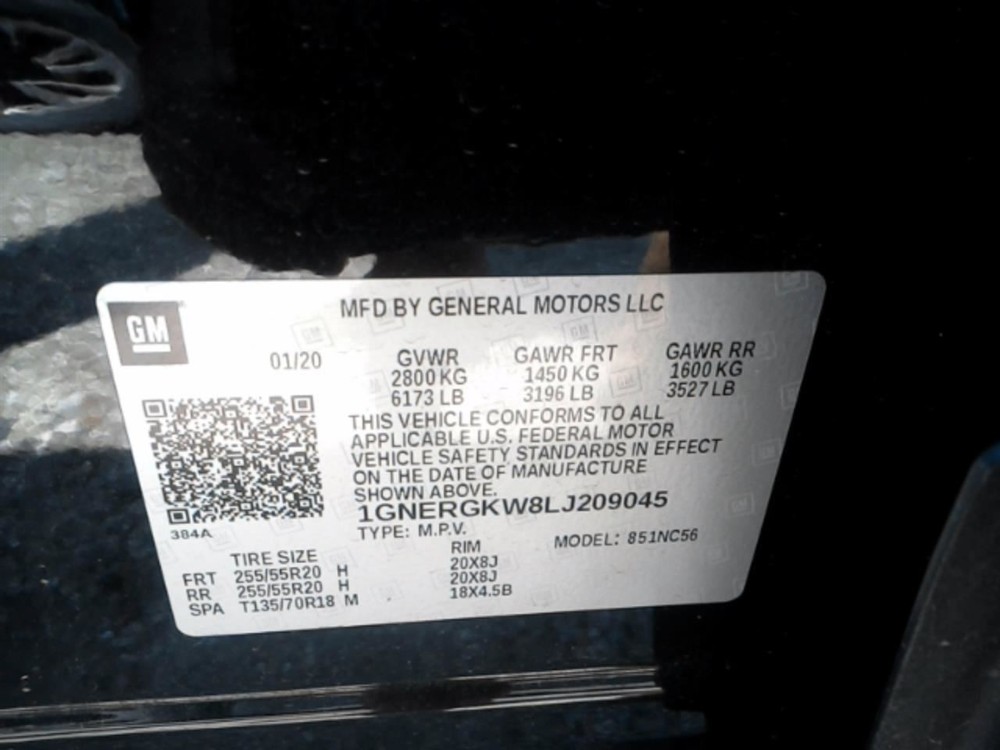 GM
MFD BY GENERAL MOTORS LLC
01/20
GVWR GAWR FRT GAWR RR
2800 KG 1450 KG 1600 KG
6173 LB 3196 LB 3527 LB
THIS VEHICLE CONFORMS TO ALL
APPLICABLE U.S. FEDERAL MOTOR
VEHICLE SAFETY STANDARDS IN EFFECT
ON THE DATE OF MANUFACTURE
SHOWN ABOVE.
1GNERGKW8LJ209045
384A
TYPE: M.P.V. MODEL: 851NC56
TIRE SIZE RIM
FRT 255/55R20 H 20X8J
RR 255/55R20 H 20X8J
SPA T135/70R18 M 18X4.5B